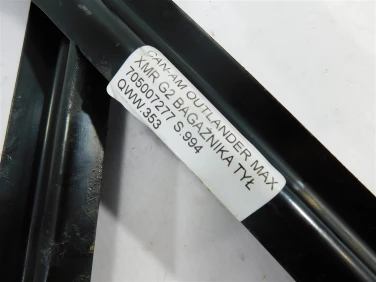 CAN-AM OUTLANDER MAX
XMR G2 BAGAŻNIKA TYŁ
705007277 S.994
QWW.353